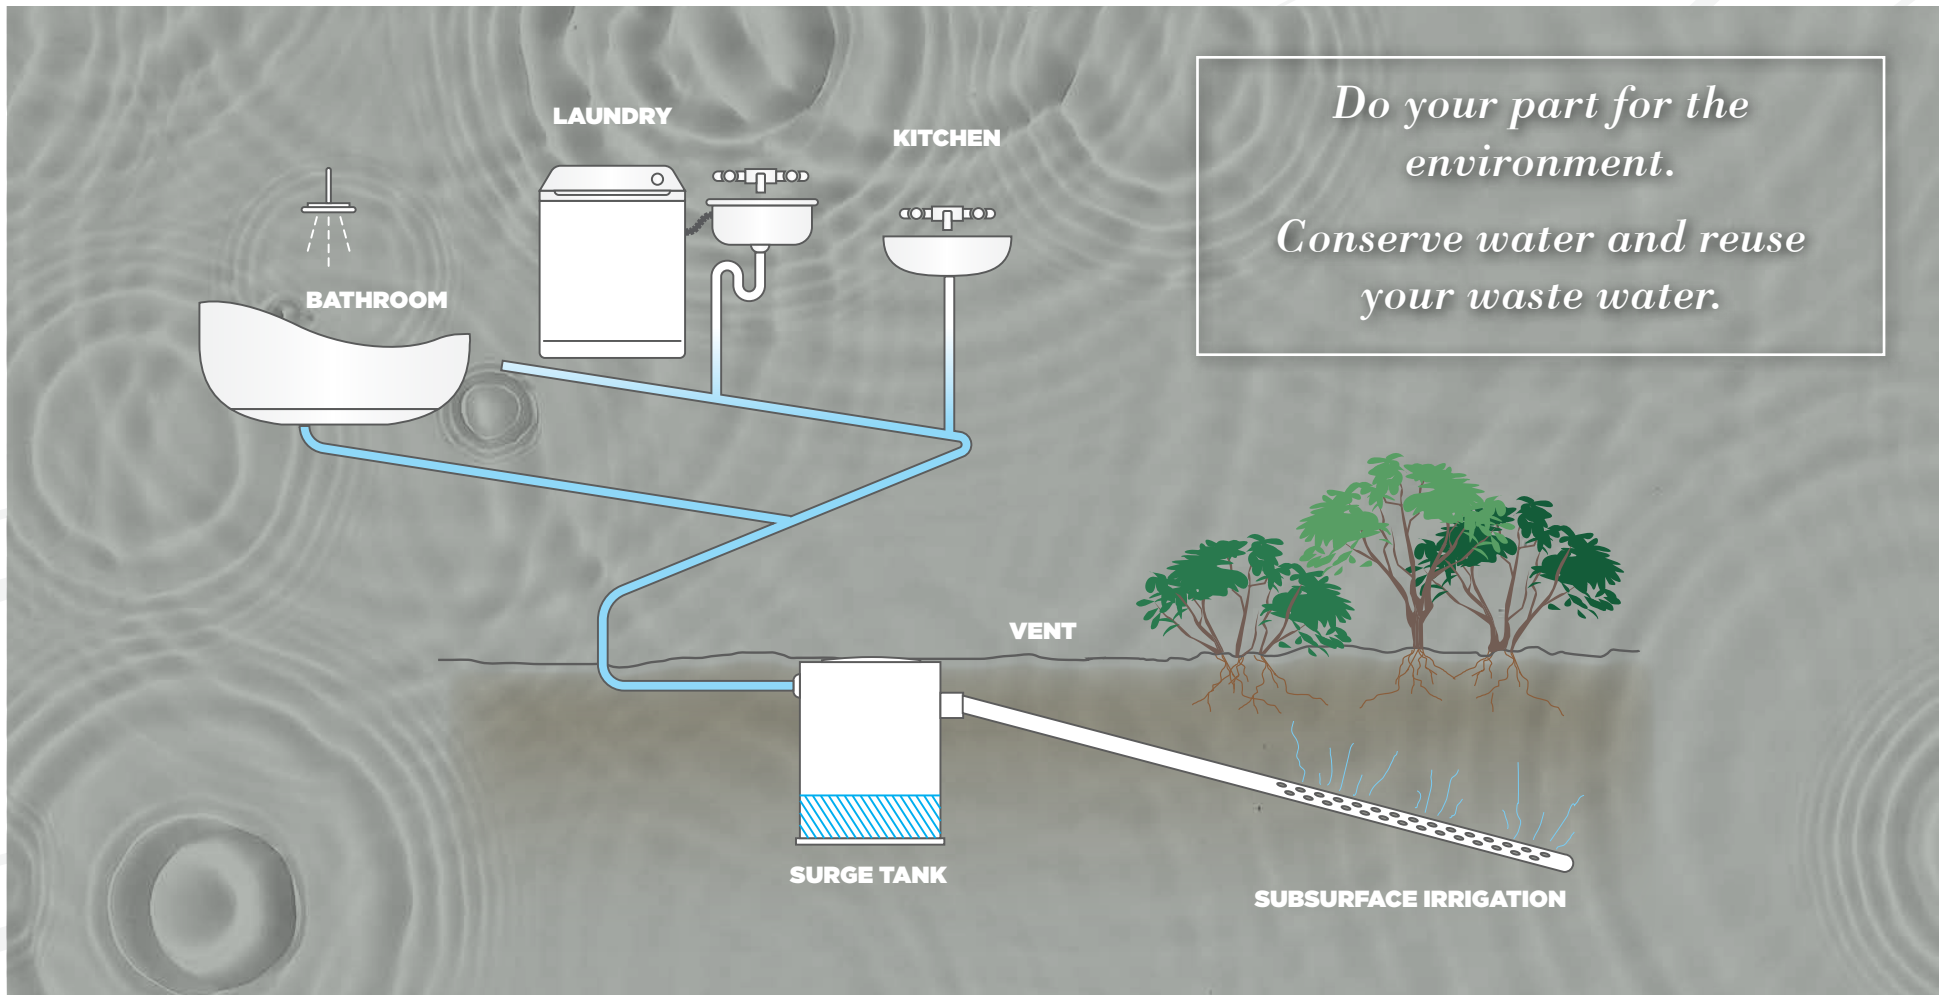 LAUNDRY
KITCHEN
BATHROOM
Do your part for the
environment.
Conserve water and reuse
your waste water.
VENT
SURGE TANK
SUBSURFACE IRRIGATION